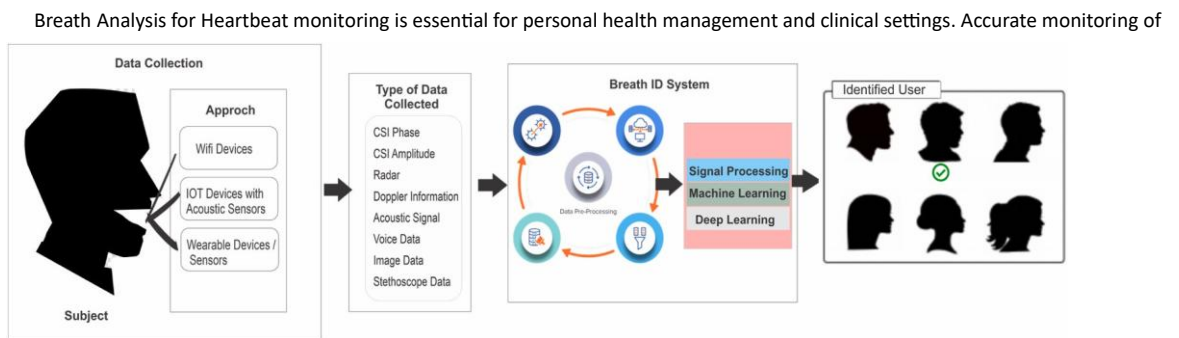 Breath Analysis for Heartbeat monitoring is essential for personal health management and clinical settings. Accurate monitoring of
Data Collection
Approch
Wifi Devices
IOT Devices with
Acoustic Sensors
Wearable Devices /
Sensors
Subject
Type of Data
Collected
CSI Phase
CSI Amplitude
Radar
Doppler Information
Acoustic Signal
Voice Data
Image Data
Stethoscope Data
Breath ID System
Data Pre-Processing
Signal Processing
Machine Learning
Deep Learning
Identified User